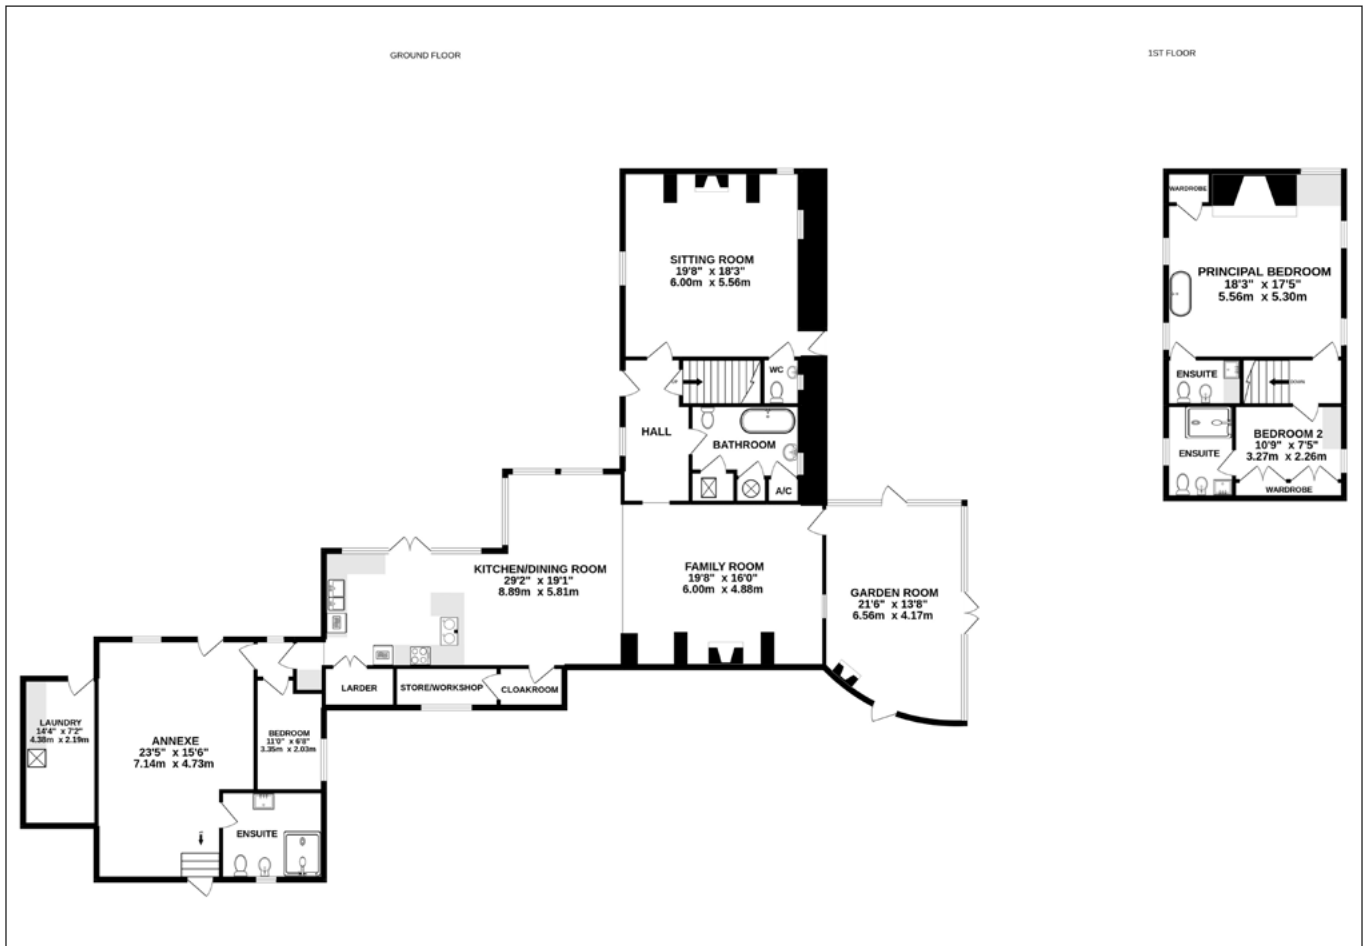 GROUND FLOOR
1ST FLOOR
SITTING ROOM
19'8" x 18'3"
6.00m x 5.56m
UP
WC
HALL
BATHROOM
A/C
KITCHEN/DINING ROOM
29'2" x 19'1"
8.89m x 5.81m
FAMILY ROOM
19'8" x 16'0"
6.00m x 4.88m
GARDEN ROOM
21'6" x 13'8"
6.56m x 4.17m
LARDER
STORE/WORKSHOP
CLOAKROOM
LAUNDRY
14'4" x 7'2"
4.38m x 2.19m
ANNEXE
23'5" x 15'6"
7.14m x 4.73m
BEDROOM
11'0" x 6'8"
3.35m x 2.03m
ENSUITE
WARDROBE
PRINCIPAL BEDROOM
18'3" x 17'5"
5.56m x 5.30m
ENSUITE
DOWN
BEDROOM 2
10'9" x 7'5"
3.27m x 2.26m
ENSUITE
WARDROBE